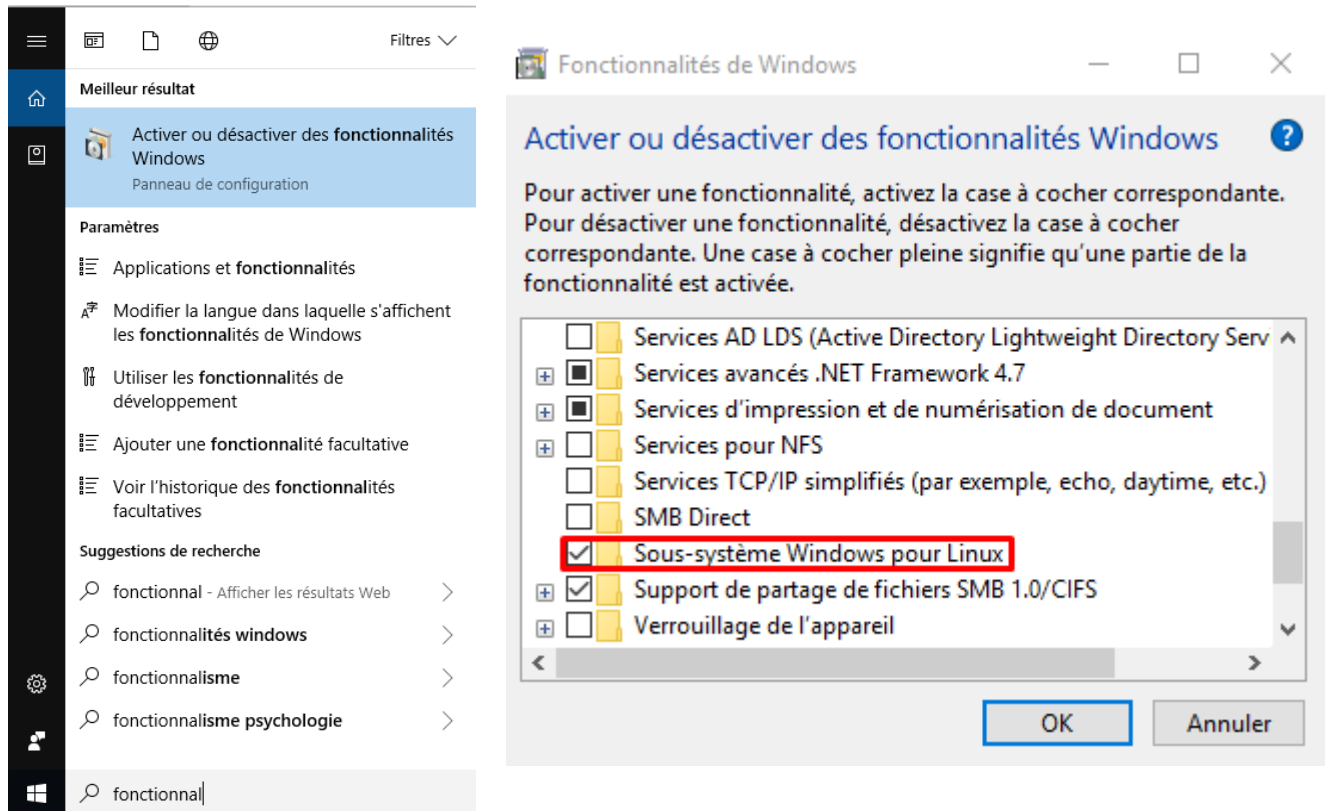 Filtres
Meilleur résultat
Activer ou désactiver des fonctionnalités
Windows
Panneau de configuration
Paramètres
Applications et fonctionnalités
Modifier la langue dans laquelle s'affichent
les fonctionnalités de Windows
Utiliser les fonctionnalités de
développement
Ajouter une fonctionnalité facultative
Voir l'historique des fonctionnalités
facultatives
Suggestions de recherche
fonctionnal - Afficher les résultats Web
fonctionnalités windows
fonctionnalisme
fonctionnalisme psychologie
fonctionnal
Fonctionnalités de Windows
Activer ou désactiver des fonctionnalités Windows
Pour activer une fonctionnalité, activez la case à cocher correspondante.
Pour désactiver une fonctionnalité, désactivez la case à cocher
correspondante. Une case à cocher pleine signifie qu'une partie de la
fonctionnalité est activée.
Services AD LDS (Active Directory Lightweight Directory Serv
Services avancés .NET Framework 4.7
Services d'impression et de numérisation de document
Services pour NFS
Services TCP/IP simplifiés (par exemple, echo, daytime, etc.)
SMB Direct
Sous-système Windows pour Linux
Support de partage de fichiers SMB 1.0/CIFS
Verrouillage de l'appareil
OK
Annuler